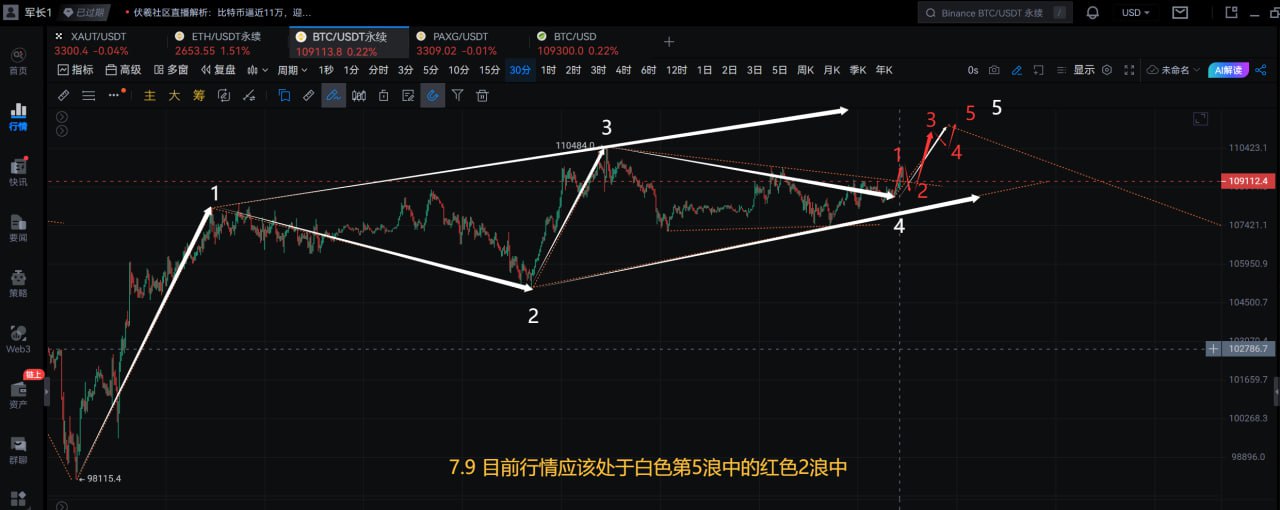 军长1
已过期
伏羲社区直播解析：比特币逼近11万，迎...
Binance BTC/USDT 永续
/
USD
XAUT/USDT
3300.4 -0.04%
ETH/USDT永续
2653.55 1.51%
BTC/USDT永续
109113.8 0.22%
PAXG/USDT
3309.02 -0.01%
BTC/USD
109300.0 0.22%
指标
高级
多窗
复盘
周期
1秒
1分
分时
3分
5分
10分
15分
30分
1时
2时
3时
4时
6时
12时
1日
2日
3日
5日
周K
月K
季K
年K
0s
显示
未命名
AI解读
主
大
筹
首页
行情
快讯
要闻
策略
Web3
链上
资产
群聊
1
2
3
4
5
1
2
3
4
5
110484.0
98115.4
110423.1
109112.4
107421.1
105950.9
104500.7
102786.7
101659.7
100268.3
98896.0
7.9 目前行情应该处于白色第5浪中的红色2浪中